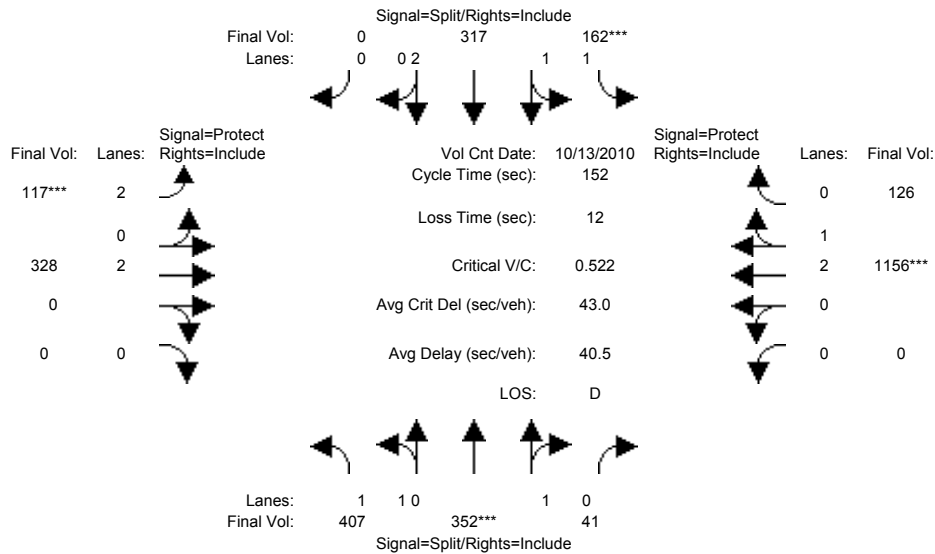 Signal=Split/Rights=Include
Final Vol: 0 317 162***
Lanes: 0 0 2 1 1
Signal=Protect
Final Vol: Lanes: Rights=Include
Vol Cnt Date: 10/13/2010
Signal=Protect
Rights=Include Lanes: Final Vol:
Cycle Time (sec): 152
117*** 2
0 126
Loss Time (sec): 12
0
1
328 2
Critical V/C: 0.522
2 1156***
0
Avg Crit Del (sec/veh): 43.0
0
0 0
Avg Delay (sec/veh): 40.5
0 0
LOS: D
Lanes: 1 1 0 1 0
Final Vol: 407 352*** 41
Signal=Split/Rights=Include